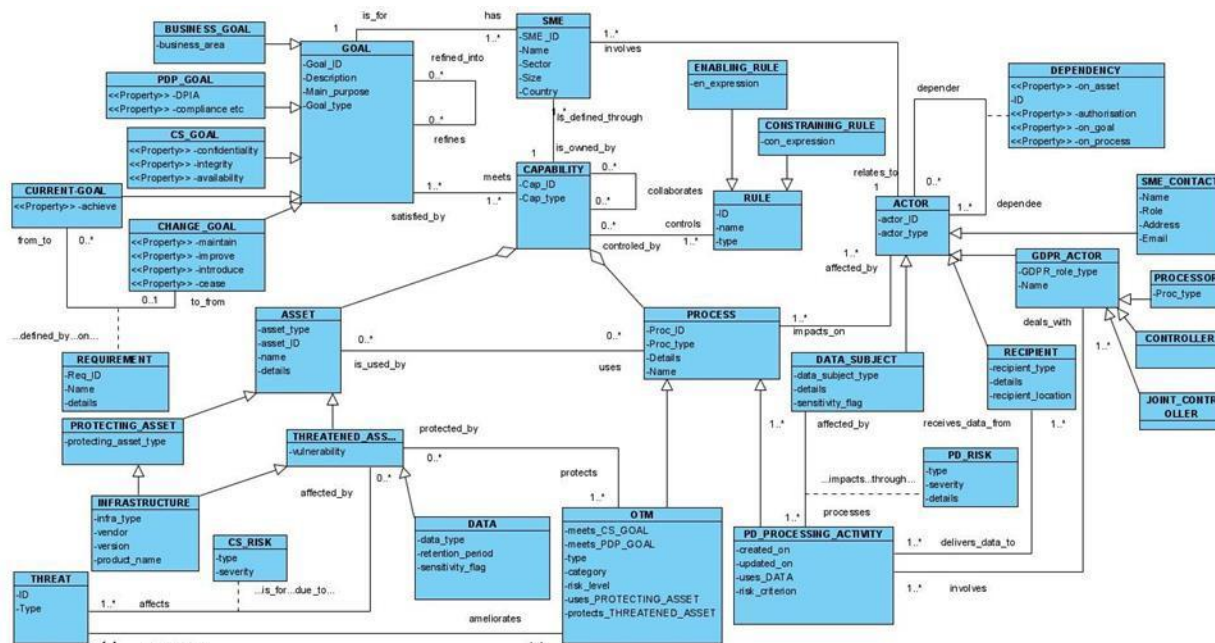 is_for
has
1
1..*
BUSINESS_GOAL
-business_area
GOAL
-Goal_ID
-Description
-Main_purpose
-Goal_type
refined_into
0..*
0..*
refines
SME
-SME_ID
-Name
-Sector
-Size
-Country
1..*
involves
PDP_GOAL
<<Property>> -DPIA
<<Property>> -compliance etc
CS_GOAL
<<Property>> -confidentiality
<<Property>> -integrity
<<Property>> -availability
CURRENT-GOAL
<<Property>> -achieve
CHANGE_GOAL
<<Property>> -maintain
<<Property>> -improve
<<Property>> -intrroduce
<<Property>> -cease
from_to
0..*
0..1
to_from
...defined_by...on...
REQUIREMENT
-Req_ID
-Name
-details
1..*
is_defined_through
is_owned_by
1
meets
1..*
1..*
satisfied_by
CAPABILITY
-Cap_ID
-Cap_type
0..*
0..*
collaborates
0..*
controls
controled_by
1..*
ENABLING_RULE
-en_expression
CONSTRAINING_RULE
-con_expression
RULE
-ID
-name
-type
DEPENDENCY
<<Property>> -on_asset
-ID
<<Property>> -authorisation
<<Property>> -on_goal
<<Property>> -on_process
depender
0..*
1..*
dependee
relates_to
1
ACTOR
-actor_ID
-actor_type
SME_CONTACT
-Name
-Role
-Address
-Email
GDPR_ACTOR
-GDPR_role_type
-Name
PROCESSOR
-Proc_type
CONTROLLER
JOINT_CONTR
OLLER
deals_with
1..*
affected_by
1..*
impacts_on
1..*
ASSET
-asset_type
-asset_ID
-name
-details
0..*
is_used_by
0..*
uses
PROCESS
-Proc_ID
-Proc_type
-Details
-Name
DATA_SUBJECT
-data_subject_type
-details
-sensitivity_flag
RECIPIENT
-recipient_type
-details
-recipient_location
1..*
affected_by
receives_data_from
1..*
PROTECTING_ASSET
-protecting_asset_type
THREATENED_ASS...
-vulnerability
protected_by
0..*
0..*
affected_by
protects
1..*
PD_RISK
-type
-severity
-details
...impacts...through...
1..*
processes
INFRASTRUCTURE
-infra_type
-vendor
-version
-product_name
CS_RISK
-type
-severity
DATA
-data_type
-retention_period
-sensitivity_flag
OTM
-meets_CS_GOAL
-meets_PDP_GOAL
-type
-category
-risk_level
-uses_PROTECTING_ASSET
-protects_THREATENED_ASSET
PD_PROCESSING_ACTIVITY
-created_on
-updated_on
-uses_DATA
-risk_criterion
1..*
delivers_data_to
1..*
involves
THREAT
-ID
-Type
...is_for...due_to...
1..*
affects
ameliorates